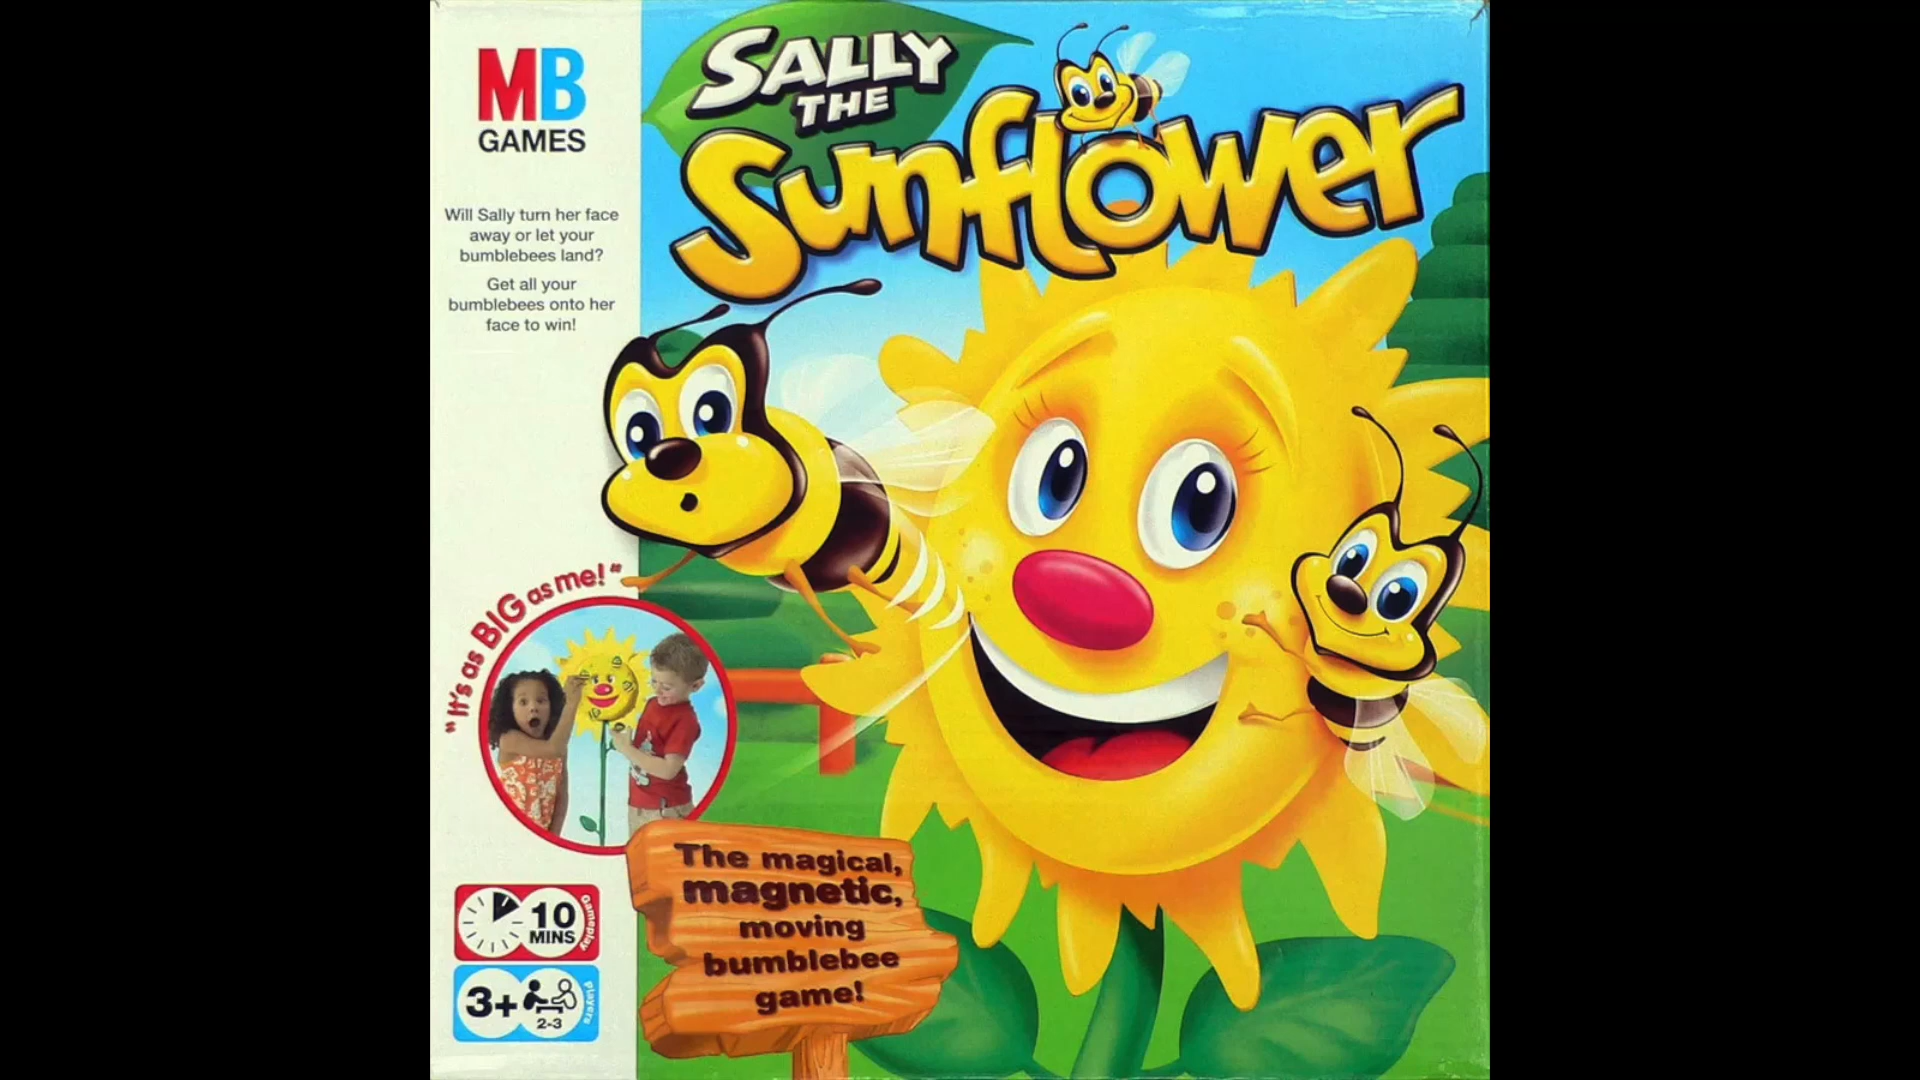 MB
GAMES
Will Sally turn her face
away or let your
bumblebees land?
Get all your
bumblebees onto her
face to win!
SALLY
THE
Sunflower
"It's as BIG as me!"
The magical,
magnetic,
moving
bumblebee
game!
10
MINS
Gameplay
3+
2-3
players